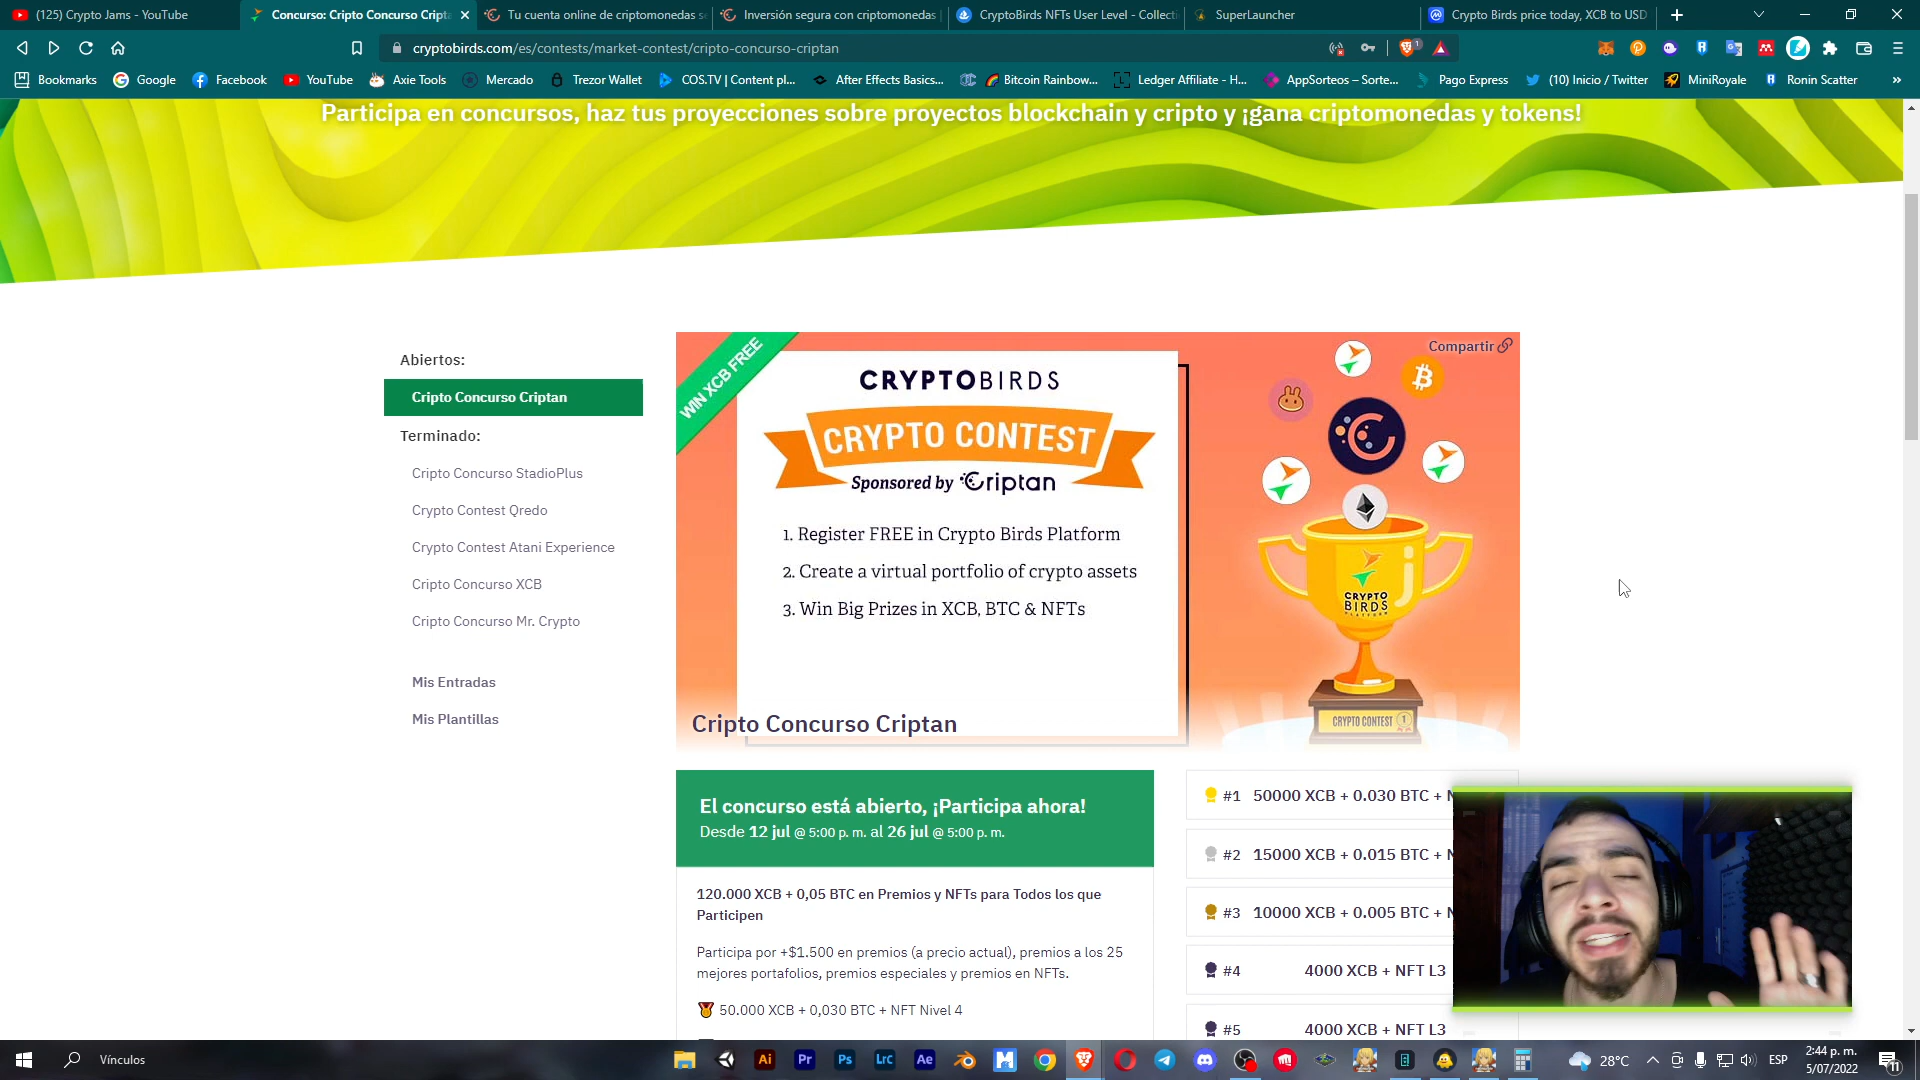 (125) Crypto Jams - YouTube
Concurso: Cripto Concurso Cripta
Tu cuenta online de criptomonedas se
Inversión segura con criptomonedas |
CryptoBirds NFTs User Level - Collecti
SuperLauncher
Crypto Birds price today, XCB to USD
cryptobirds.com/es/contests/market-contest/cripto-concurso-criptan
Bookmarks
Google
Facebook
YouTube
Axie Tools
Mercado
Trezor Wallet
COS.TV | Content pl...
After Effects Basics...
Bitcoin Rainbow...
Ledger Affiliate - H...
AppSorteos – Sorte...
Pago Express
(10) Inicio / Twitter
MiniRoyale
Ronin Scatter
»
Participa en concursos, haz tus proyecciones sobre proyectos blockchain y cripto y ¡gana criptomonedas y tokens!
Abiertos:
Cripto Concurso Criptan
Terminado:
Cripto Concurso StadioPlus
Crypto Contest Qredo
Crypto Contest Atani Experience
Cripto Concurso XCB
Cripto Concurso Mr. Crypto
Mis Entradas
Mis Plantillas
WIN XCB FREE
Compartir
CRYPTOBIRDS
CRYPTO CONTEST
Sponsored by Criptan
1. Register FREE in Crypto Birds Platform
2. Create a virtual portfolio of crypto assets
3. Win Big Prizes in XCB, BTC & NFTs
CRYPTO
BIRDS
PLATFORM
CRYPTO CONTEST 1
Cripto Concurso Criptan
El concurso está abierto, ¡Participa ahora!
Desde 12 jul @ 5:00 p. m. al 26 jul @ 5:00 p. m.
120.000 XCB + 0,05 BTC en Premios y NFTs para Todos los que
Participen
Participa por +$1.500 en premios (a precio actual), premios a los 25
mejores portafolios, premios especiales y premios en NFTs.
50.000 XCB + 0,030 BTC + NFT Nivel 4
#1 50000 XCB + 0.030 BTC + N
#2 15000 XCB + 0.015 BTC + N
#3 10000 XCB + 0.005 BTC + N
#4 4000 XCB + NFT L3
#5 4000 XCB + NFT L3
Vínculos
Ai
Pr
Ps
Lrc
Ae
28°C
ESP
2:44 p. m.
5/07/2022
11